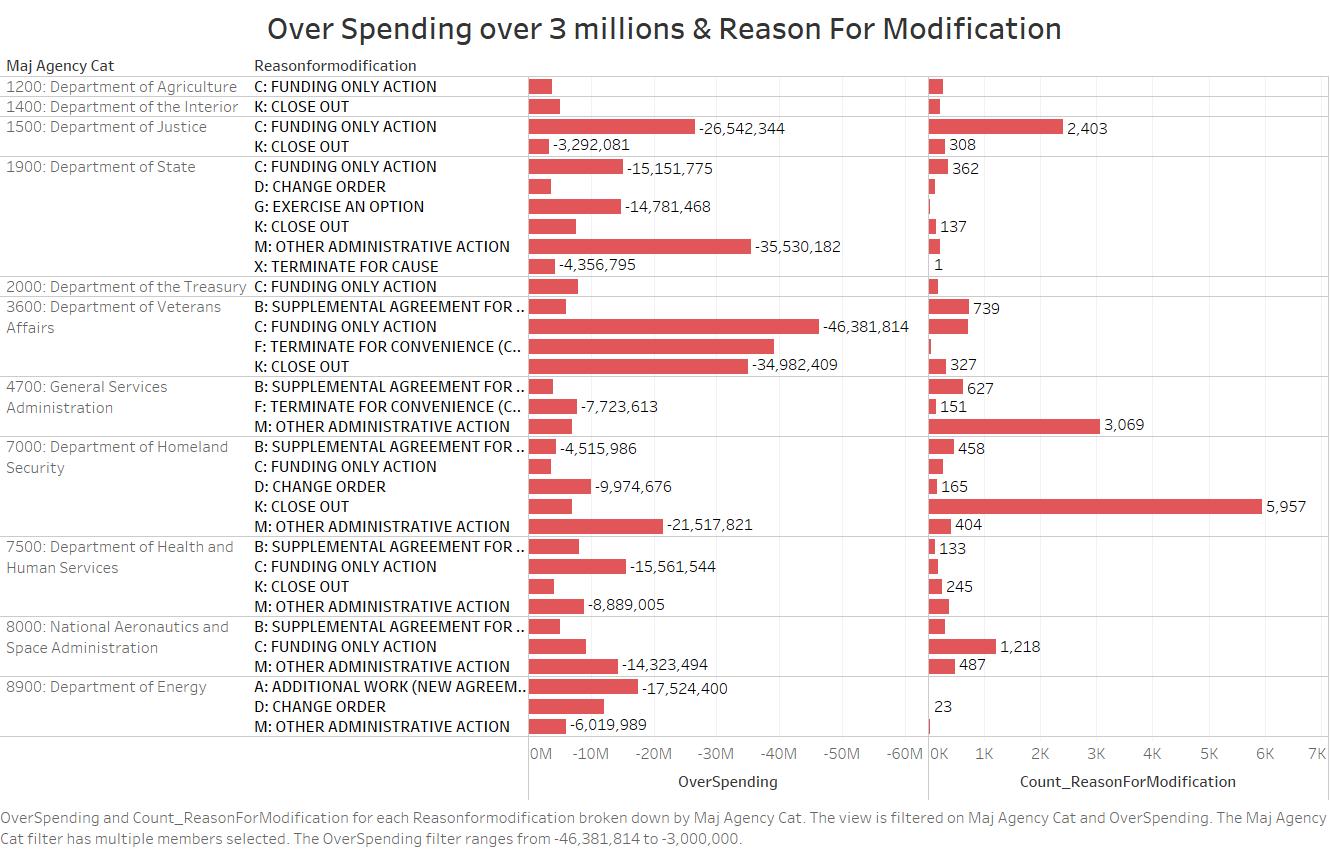 Over Spending over 3 millions & Reason For Modification
Maj Agency Cat Reasonformodification
1200: Department of Agriculture C: FUNDING ONLY ACTION
1400: Department of the Interior K: CLOSE OUT
1500: Department of Justice C: FUNDING ONLY ACTION -26,542,344 2,403
K: CLOSE OUT -3,292,081 308
1900: Department of State C: FUNDING ONLY ACTION -15,151,775 362
D: CHANGE ORDER
G: EXERCISE AN OPTION -14,781,468
K: CLOSE OUT 137
M: OTHER ADMINISTRATIVE ACTION -35,530,182
X: TERMINATE FOR CAUSE -4,356,795 1
2000: Department of the Treasury C: FUNDING ONLY ACTION
3600: Department of Veterans B: SUPPLEMENTAL AGREEMENT FOR .. 739
Affairs C: FUNDING ONLY ACTION -46,381,814
F: TERMINATE FOR CONVENIENCE (C..
K: CLOSE OUT -34,982,409 327
4700: General Services B: SUPPLEMENTAL AGREEMENT FOR .. 627
Administration F: TERMINATE FOR CONVENIENCE (C.. -7,723,613 151
M: OTHER ADMINISTRATIVE ACTION 3,069
7000: Department of Homeland B: SUPPLEMENTAL AGREEMENT FOR .. -4,515,986 458
Security C: FUNDING ONLY ACTION
D: CHANGE ORDER -9,974,676 165
K: CLOSE OUT 5,957
M: OTHER ADMINISTRATIVE ACTION -21,517,821 404
7500: Department of Health and B: SUPPLEMENTAL AGREEMENT FOR .. 133
Human Services C: FUNDING ONLY ACTION -15,561,544
K: CLOSE OUT 245
M: OTHER ADMINISTRATIVE ACTION -8,889,005
8000: National Aeronautics and B: SUPPLEMENTAL AGREEMENT FOR ..
Space Administration C: FUNDING ONLY ACTION 1,218
M: OTHER ADMINISTRATIVE ACTION -14,323,494 487
8900: Department of Energy A: ADDITIONAL WORK (NEW AGREEM.. -17,524,400
D: CHANGE ORDER 23
M: OTHER ADMINISTRATIVE ACTION -6,019,989
0M -10M -20M -30M -40M -50M -60M 0K 1K 2K 3K 4K 5K 6K 7K
OverSpending Count_ReasonForModification
OverSpending and Count_ReasonForModification for each Reasonformodification broken down by Maj Agency Cat. The view is filtered on Maj Agency Cat and OverSpending. The Maj Agency
Cat filter has multiple members selected. The OverSpending filter ranges from -46,381,814 to -3,000,000.